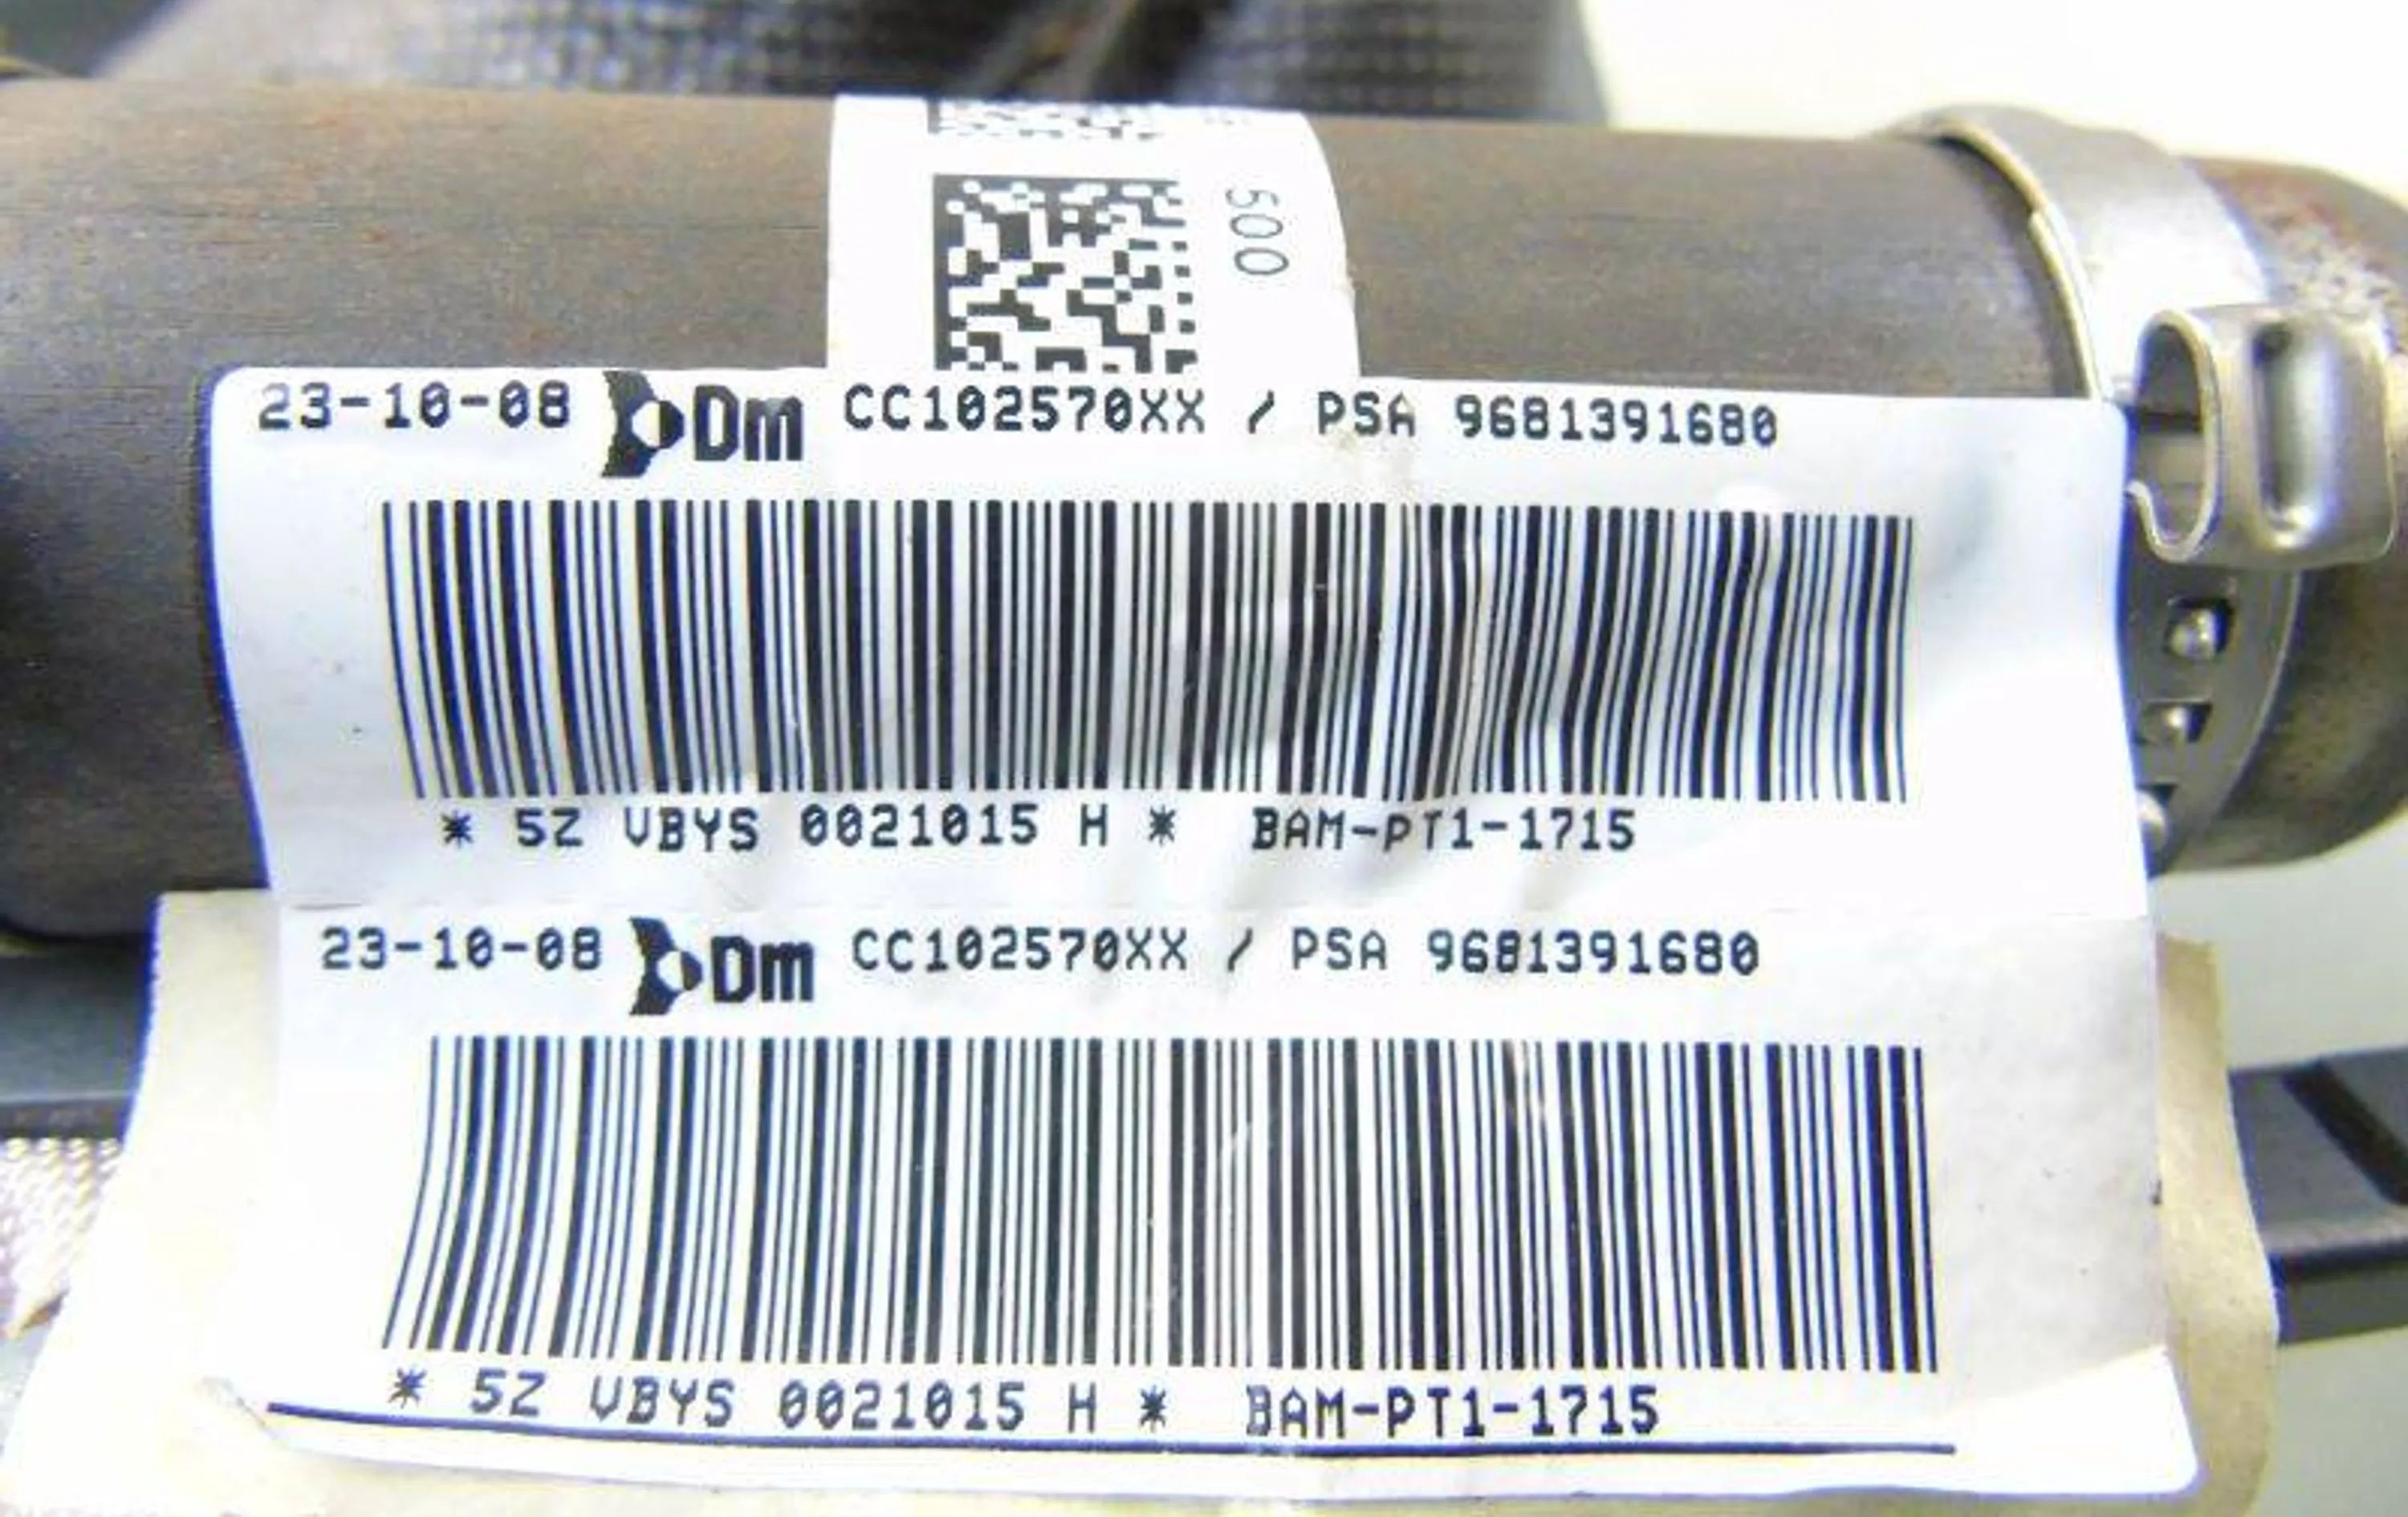 500
23-10-08 Dm CC102570XX / PSA 9681391680
* 5Z VBYS 0021015 H * BAM-PT1-1715
23-10-08 Dm CC102570XX / PSA 9681391680
* 5Z VBYS 0021015 H * BAM-PT1-1715